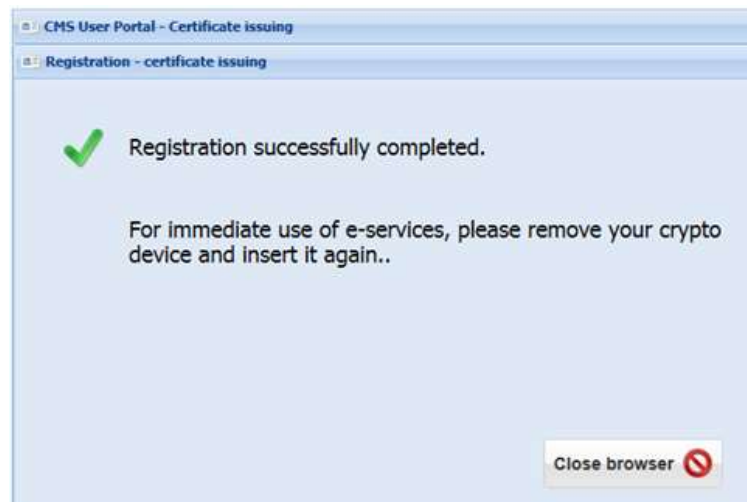 CMS User Portal - Certificate issuing
Registration - certificate issuing
Registration successfully completed.
For immediate use of e-services, please remove your crypto
device and insert it again..
Close browser